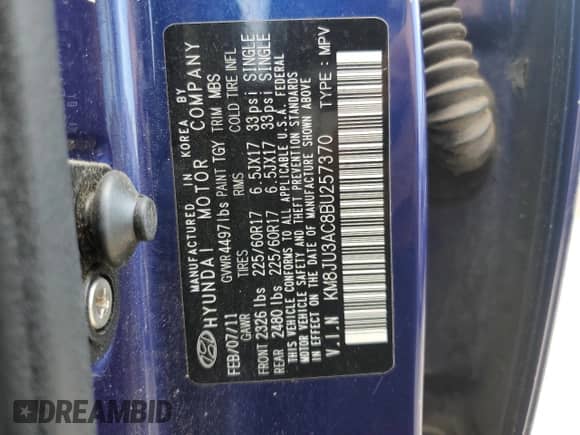 MANUFACTURED IN KOREA BY
HYUNDAI MOTOR COMPANY
FEB/07/11 GVWR 4497lbs PAINT TGY TRIM MBS
GAWR TIRES RIMS COLD TIRE INFL
FRONT 2326 lbs 225/60R17 6.5JX17 33psi SINGLE
REAR 2480 lbs 225/60R17 6.5JX17 33psi SINGLE
THIS VEHICLE CONFORMS TO ALL APPLICABLE U.S.A. FEDERAL
MOTOR VEHICLE SAFETY AND THEFT PREVENTION STANDARDS
IN EFFECT ON THE DATE OF MANUFACTURE SHOWN ABOVE
V.I.N KM8JU3AC8BU257370 TYPE : MPV
DREAMBID